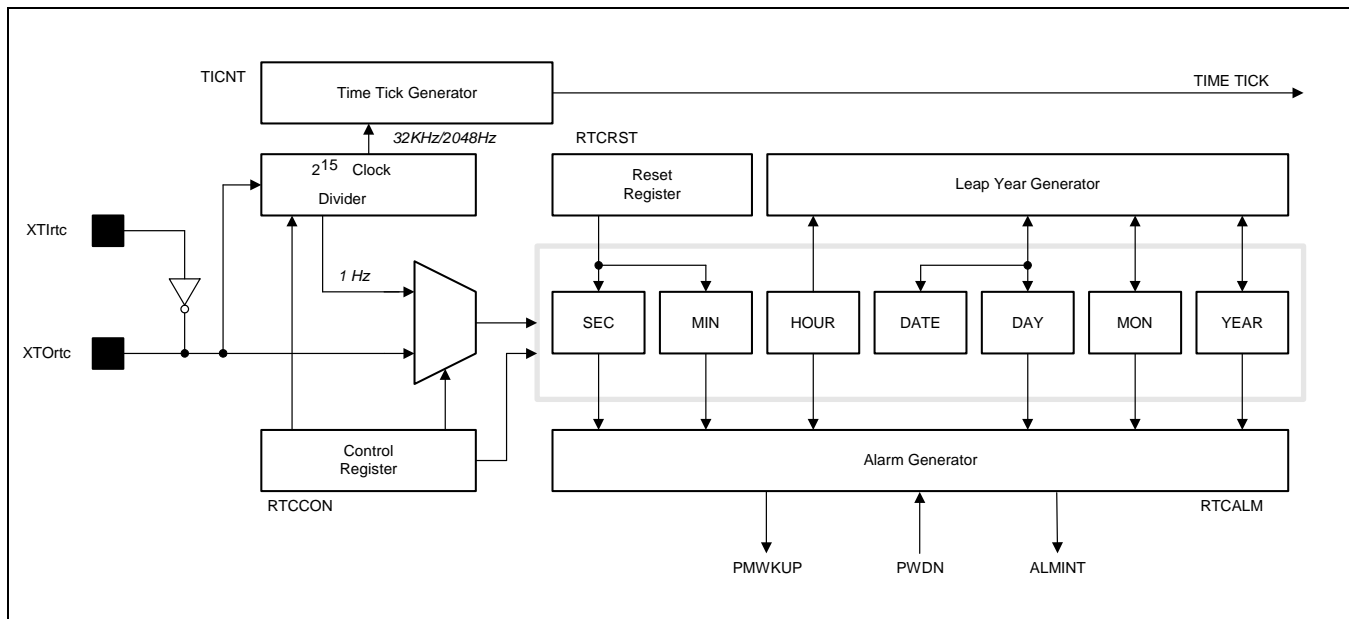 TICNT
Time Tick Generator
TIME TICK
32KHz/2048Hz
RTCRST
2^15 Clock
Divider
Reset
Register
Leap Year Generator
XTIrtc
1 Hz
SEC
MIN
HOUR
DATE
DAY
MON
YEAR
XTOrtc
Control
Register
Alarm Generator
RTCCON
RTCALM
PMWKUP
PWDN
ALMINT